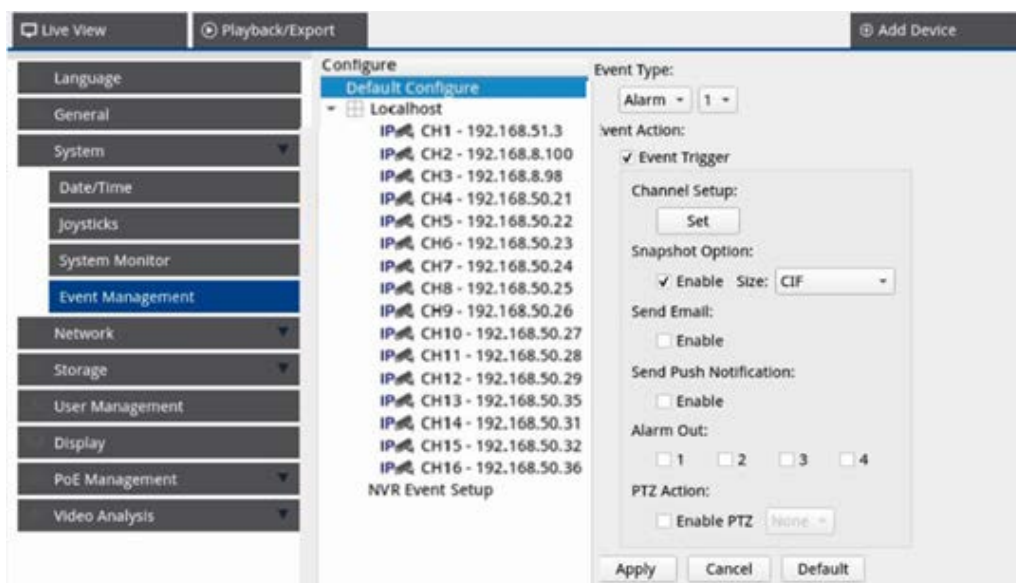 Live View
Playback/Export
Add Device
Language
General
System
Date/Time
Joysticks
System Monitor
Event Management
Network
Storage
User Management
Display
PoE Management
Video Analysis
Configure
Default Configure
Localhost
IP CH1 - 192.168.51.3
IP CH2 - 192.168.8.100
IP CH3 - 192.168.8.98
IP CH4 - 192.168.50.21
IP CH5 - 192.168.50.22
IP CH6 - 192.168.50.23
IP CH7 - 192.168.50.24
IP CH8 - 192.168.50.25
IP CH9 - 192.168.50.26
IP CH10 - 192.168.50.27
IP CH11 - 192.168.50.28
IP CH12 - 192.168.50.29
IP CH13 - 192.168.50.35
IP CH14 - 192.168.50.31
IP CH15 - 192.168.50.32
IP CH16 - 192.168.50.36
NVR Event Setup
Event Type:
Alarm 1
vent Action:
Event Trigger
Channel Setup:
Set
Snapshot Option:
Enable Size: CIF
Send Email:
Enable
Send Push Notification:
Enable
Alarm Out:
1 2 3 4
PTZ Action:
Enable PTZ None
Apply Cancel Default